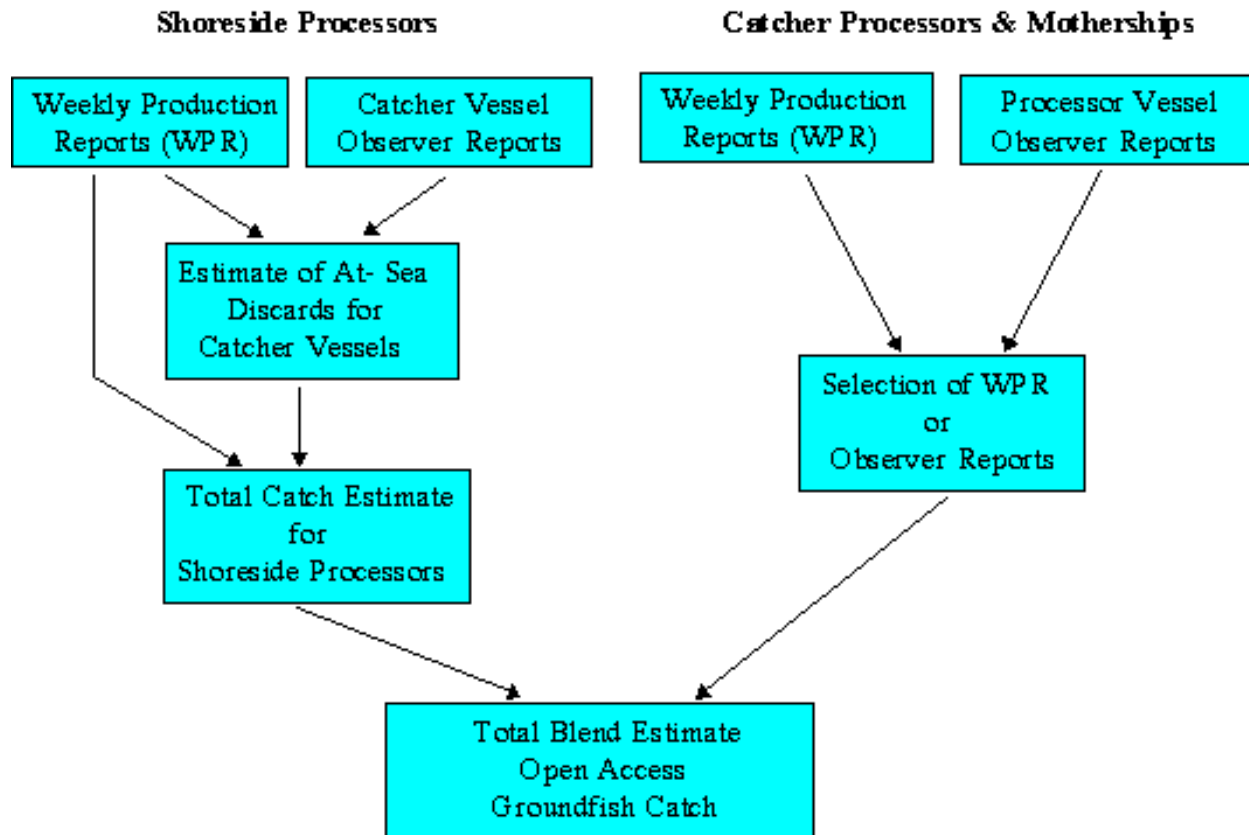 Shoreside Processors
Catcher Processors & Motherships
Weekly Production
Reports (WPR)
Catcher Vessel
Observer Reports
Weekly Production
Reports (WPR)
Processor Vessel
Observer Reports
Estimate of At- Sea
Discards for
Catcher Vessels
Selection of WPR
or
Observer Reports
Total Catch Estimate
for
Shoreside Processors
Total Blend Estimate
Open Access
Groundfish Catch